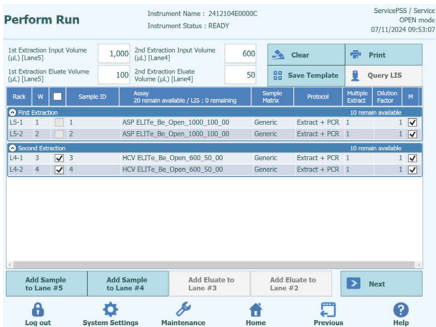 Perform Run
Instrument Name : 2412104E0000C
Instrument Status : READY
ServicePSS / Service
OPEN mode
07/11/2024 09:53:07
1st Extraction Input Volume (µL) [Lane5] 1,000 2nd Extraction Input Volume (µL) [Lane4] 600 Clear Print
1st Extraction Eluate Volume (µL) [Lane5] 100 2nd Extraction Eluate Volume (µL) [Lane4] 50 Save Template Query LIS
Rack W Sample ID Assay 20 remain available / LIS : 0 remaining Sample Matrix Protocol Multiple Extract Dilution Factor M
First Extraction 10 remain available
L5-1 1 1 ASP ELITe_Be_Open_1000_100_00 Generic Extract + PCR 1 1
L5-2 2 2 ASP ELITe_Be_Open_1000_100_00 Generic Extract + PCR 1 1
Second Extraction 10 remain available
L4-1 3 3 HCV ELITe_Be_Open_600_50_00 Generic Extract + PCR 1 1
L4-2 4 4 HCV ELITe_Be_Open_600_50_00 Generic Extract + PCR 1 1
Add Sample to Lane #5 Add Sample to Lane #4 Add Eluate to Lane #3 Add Eluate to Lane #2 Next
Log out System Settings Maintenance Home Previous Help